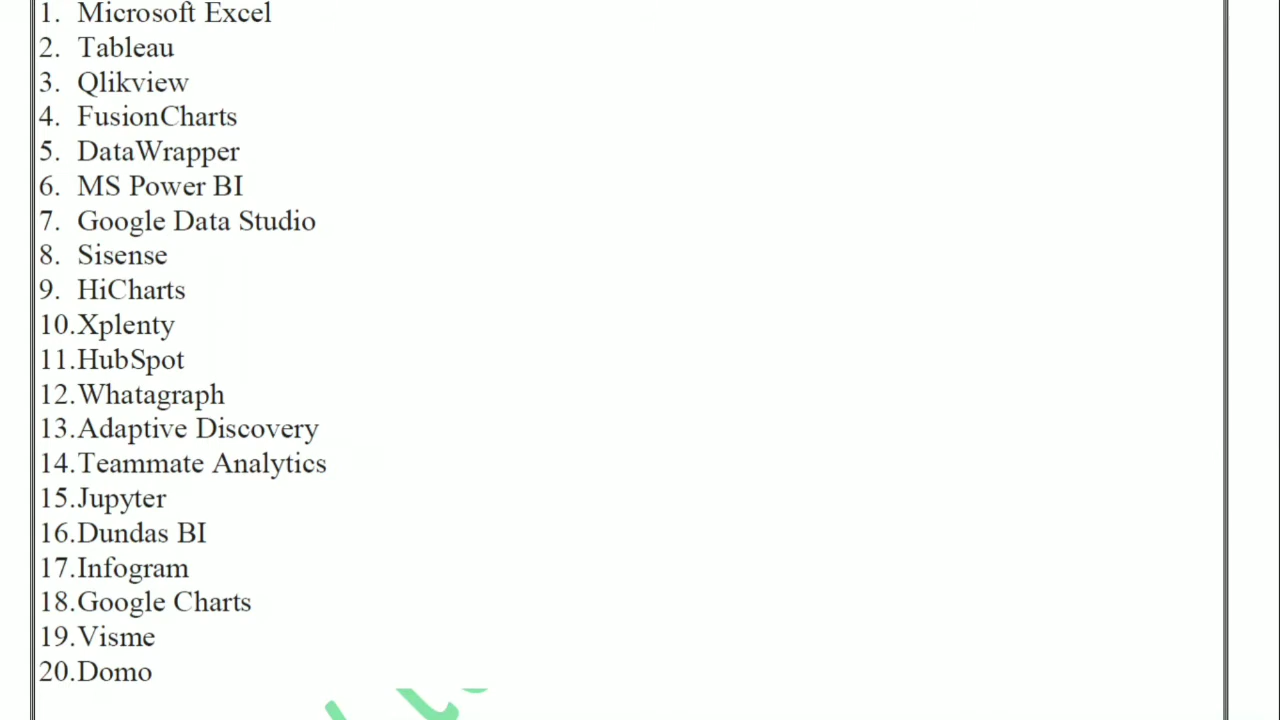 1. Microsoft Excel
2. Tableau
3. Qlikview
4. FusionCharts
5. DataWrapper
6. MS Power BI
7. Google Data Studio
8. Sisense
9. HiCharts
10.Xplenty
11.HubSpot
12.Whatagraph
13.Adaptive Discovery
14.Teammate Analytics
15.Jupyter
16.Dundas BI
17.Infogram
18.Google Charts
19.Visme
20.Domo